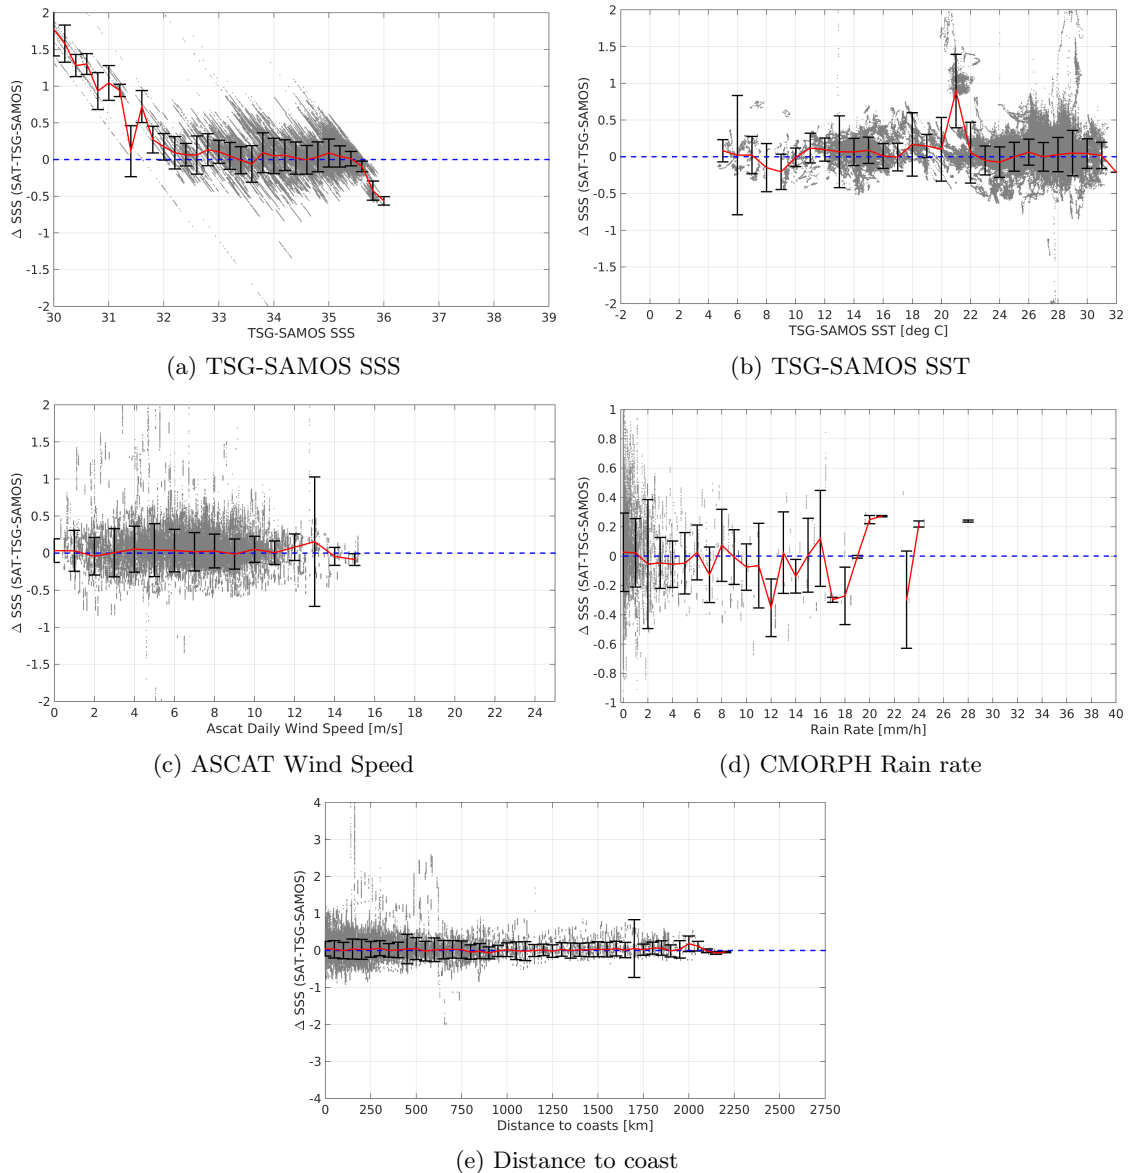 2
1.5
1
0.5
0
-0.5
-1
-1.5
-2
Δ SSS (SAT-TSG-SAMOS)
30 31 32 33 34 35 36 37 38 39
TSG-SAMOS SSS
(a) TSG-SAMOS SSS
2
1.5
1
0.5
0
-0.5
-1
-1.5
-2
Δ SSS (SAT-TSG-SAMOS)
-2 0 2 4 6 8 10 12 14 16 18 20 22 24 26 28 30 32
TSG-SAMOS SST [deg C]
(b) TSG-SAMOS SST
2
1.5
1
0.5
0
-0.5
-1
-1.5
-2
Δ SSS (SAT-TSG-SAMOS)
0 2 4 6 8 10 12 14 16 18 20 22 24
Ascat Daily Wind Speed [m/s]
(c) ASCAT Wind Speed
1
0.8
0.6
0.4
0.2
0
-0.2
-0.4
-0.6
-0.8
-1
Δ SSS (SAT-TSG-SAMOS)
0 2 4 6 8 10 12 14 16 18 20 22 24 26 28 30 32 34 36 38 40
Rain Rate [mm/h]
(d) CMORPH Rain rate
4
3
2
1
0
-1
-2
-3
-4
Δ SSS (SAT-TSG-SAMOS)
0 250 500 750 1000 1250 1500 1750 2000 2250 2500 2750
Distance to coasts [km]
(e) Distance to coast